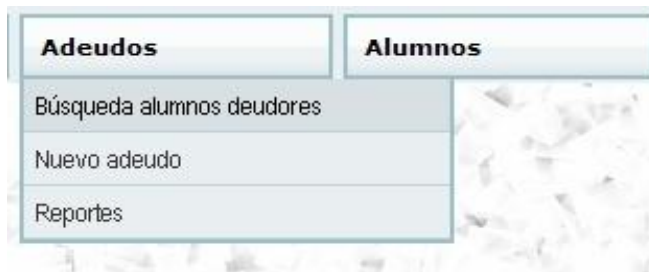 Adeudos Alumnos
Búsqueda alumnos deudores
Nuevo adeudo
Reportes